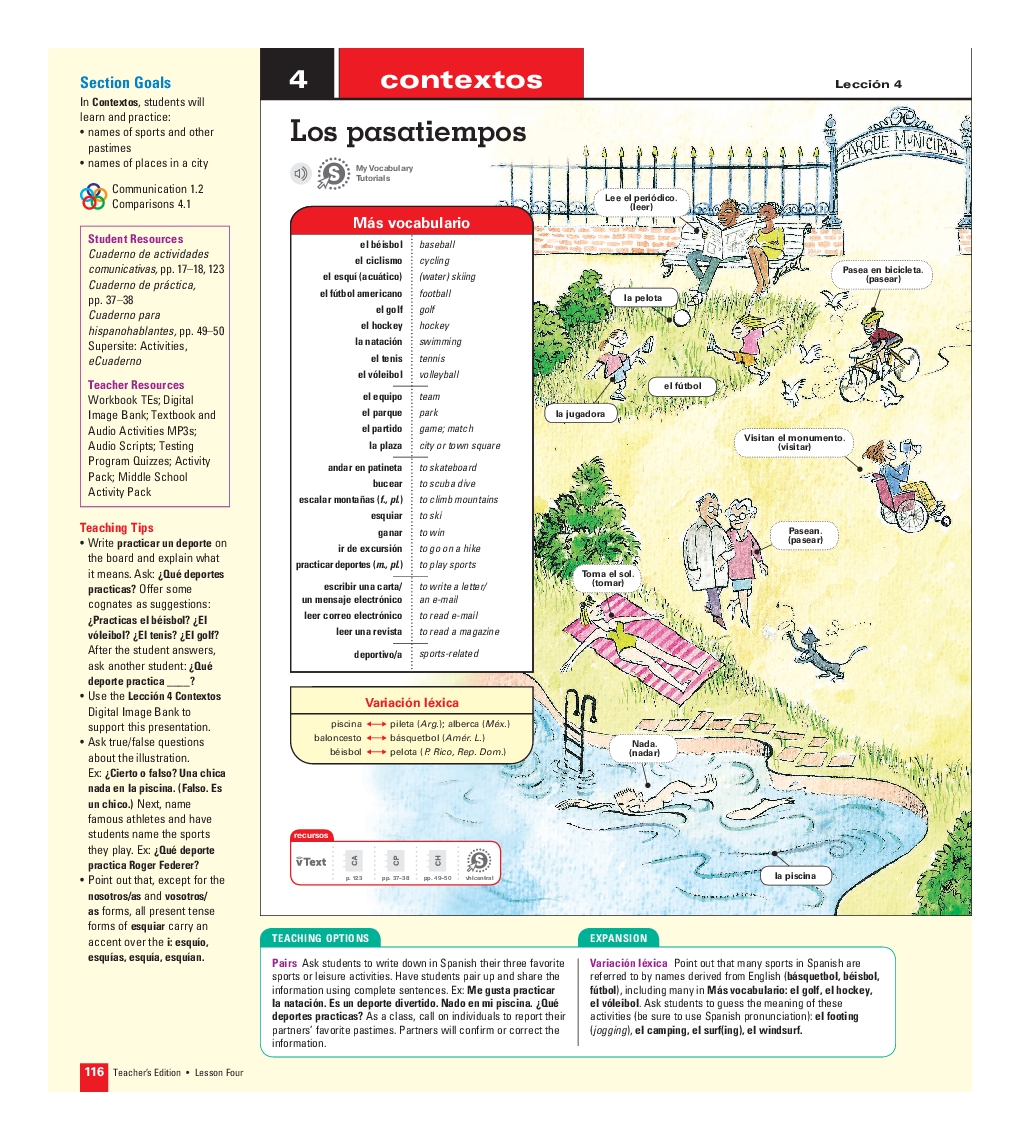 Section Goals
In Contextos, students will
learn and practice:
• names of sports and other
pastimes
• names of places in a city
Communication 1.2
Comparisons 4.1
Student Resources
Cuaderno de actividades
comunicativas, pp. 17–18, 123
Cuaderno de práctica,
pp. 37–38
Cuaderno para
hispanohablantes, pp. 49–50
Supersite: Activities,
eCuaderno
Teacher Resources
Workbook TEs; Digital
Image Bank; Textbook and
Audio Activities MP3s;
Audio Scripts; Testing
Program Quizzes; Activity
Pack; Middle School
Activity Pack
Teaching Tips
• Write practicar un deporte on
the board and explain what
it means. Ask: ¿Qué deportes
practicas? Offer some
cognates as suggestions:
¿Practicas el béisbol? ¿El
vóleibol? ¿El tenis? ¿El golf?
After the student answers,
ask another student: ¿Qué
deporte practica ____?
• Use the Lección 4 Contextos
Digital Image Bank to
support this presentation.
• Ask true/false questions
about the illustration.
Ex: ¿Cierto o falso? Una chica
nada en la piscina. (Falso. Es
un chico.) Next, name
famous athletes and have
students name the sports
they play. Ex: ¿Qué deporte
practica Roger Federer?
• Point out that, except for the
nosotros/as and vosotros/
as forms, all present tense
forms of esquiar carry an
accent over the i: esquío,
esquías, esquía, esquían.
4 contextos
Lección 4
Los pasatiempos
My Vocabulary
Tutorials
Más vocabulario
el béisbol baseball
el ciclismo cycling
el esquí (acuático) (water) skiing
el fútbol americano football
el golf golf
el hockey hockey
la natación swimming
el tenis tennis
el vóleibol volleyball
el equipo team
el parque park
el partido game; match
la plaza city or town square
andar en patineta to skateboard
bucear to scuba dive
escalar montañas (f., pl.) to climb mountains
esquiar to ski
ganar to win
ir de excursión to go on a hike
practicar deportes (m., pl.) to play sports
escribir una carta/ to write a letter/
un mensaje electrónico an e-mail
leer correo electrónico to read e-mail
leer una revista to read a magazine
deportivo/a sports-related
Variación léxica
piscina ↔ pileta (Arg.); alberca (Méx.)
baloncesto ↔ básquetbol (Amér. L.)
béisbol ↔ pelota (P. Rico, Rep. Dom.)
recursos
vText
CA
CP
CH
S
p. 123
pp. 37–38
pp. 49–50
vhlcentral
PARQUE MUNICIPAL
Lee el periódico.
(leer)
Pasea en bicicleta.
(pasear)
la pelota
el fútbol
la jugadora
Visitan el monumento.
(visitar)
Pasean.
(pasear)
Toma el sol.
(tomar)
Nada.
(nadar)
la piscina
TEACHING OPTIONS
Pairs Ask students to write down in Spanish their three favorite
sports or leisure activities. Have students pair up and share the
information using complete sentences. Ex: Me gusta practicar
la natación. Es un deporte divertido. Nado en mi piscina. ¿Qué
deportes practicas? As a class, call on individuals to report their
partners' favorite pastimes. Partners will confirm or correct the
information.
EXPANSION
Variación léxica Point out that many sports in Spanish are
referred to by names derived from English (básquetbol, béisbol,
fútbol), including many in Más vocabulario: el golf, el hockey,
el vóleibol. Ask students to guess the meaning of these
activities (be sure to use Spanish pronunciation): el footing
(jogging), el camping, el surf(ing), el windsurf.
116 Teacher's Edition • Lesson Four